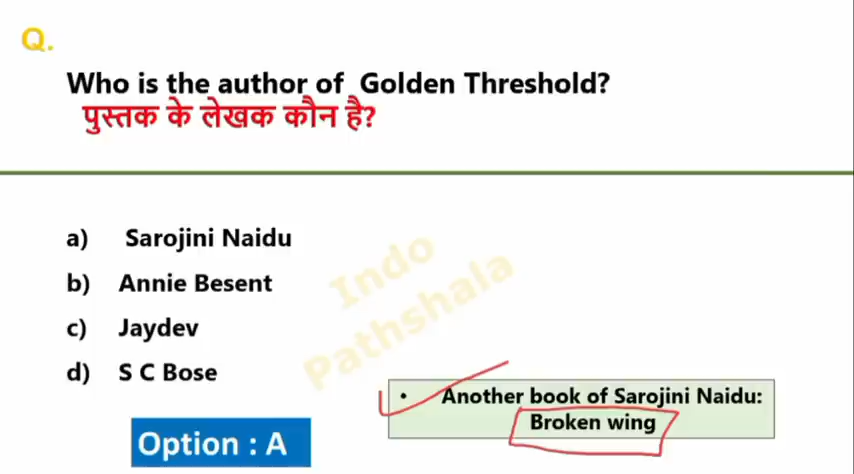 Q.
Who is the author of Golden Threshold?
पुस्तक के लेखक कौन है?
a) Sarojini Naidu
b) Annie Besent
c) Jaydev
d) S C Bose
Indo
Pathshala
• Another book of Sarojini Naidu:
Broken wing
Option : A